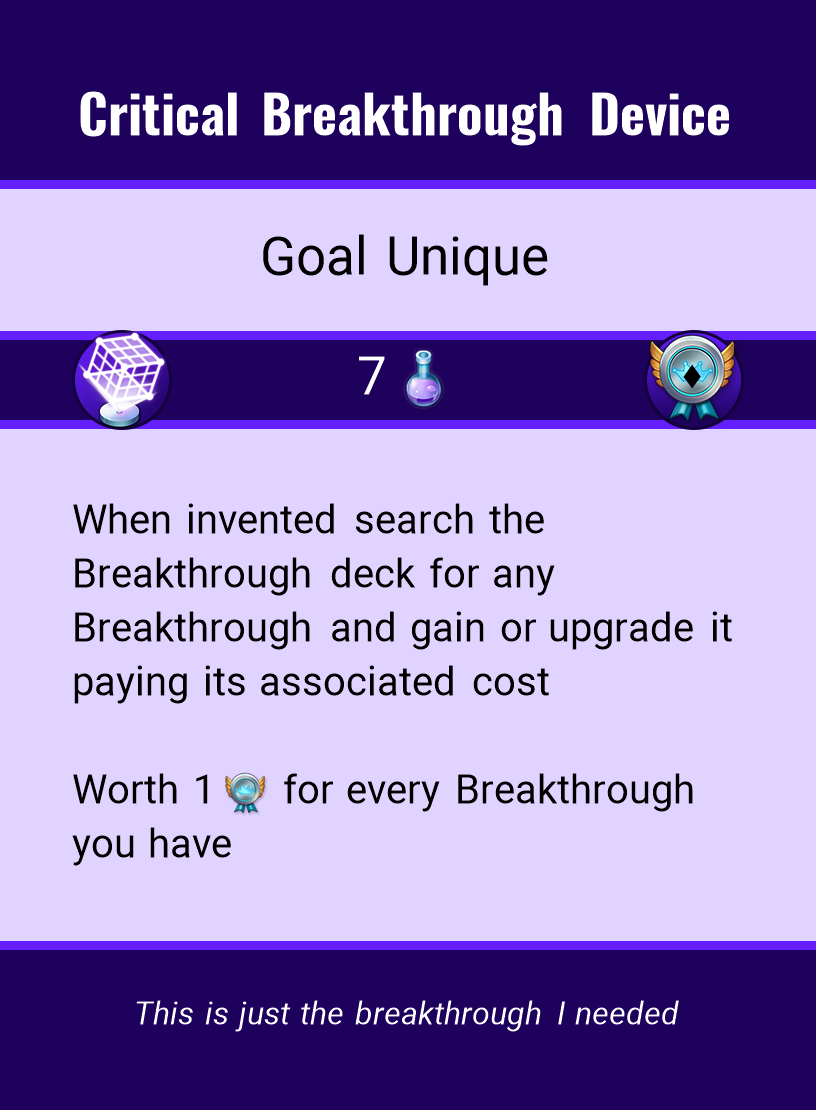 Critical Breakthrough Device
Goal Unique
7
When invented search the
Breakthrough deck for any
Breakthrough and gain or upgrade it
paying its associated cost
Worth 1 for every Breakthrough
you have
This is just the breakthrough I needed